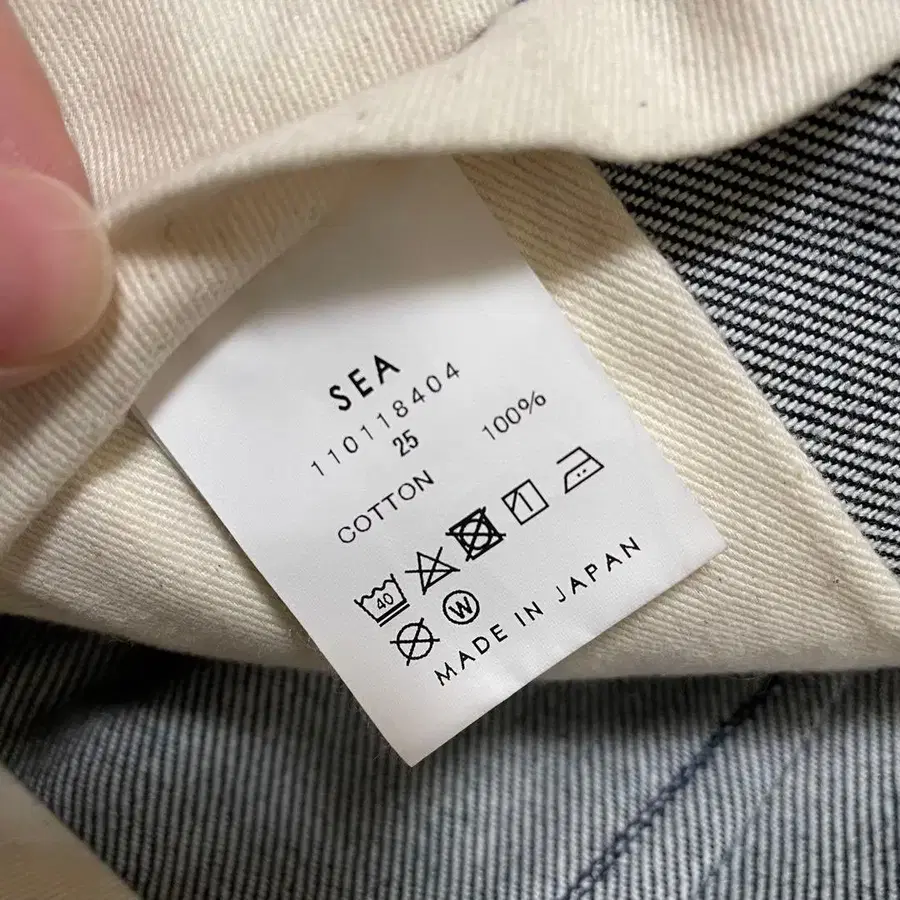 SEA
110118404
25
COTTON 100%
40
W
MADE IN JAPAN